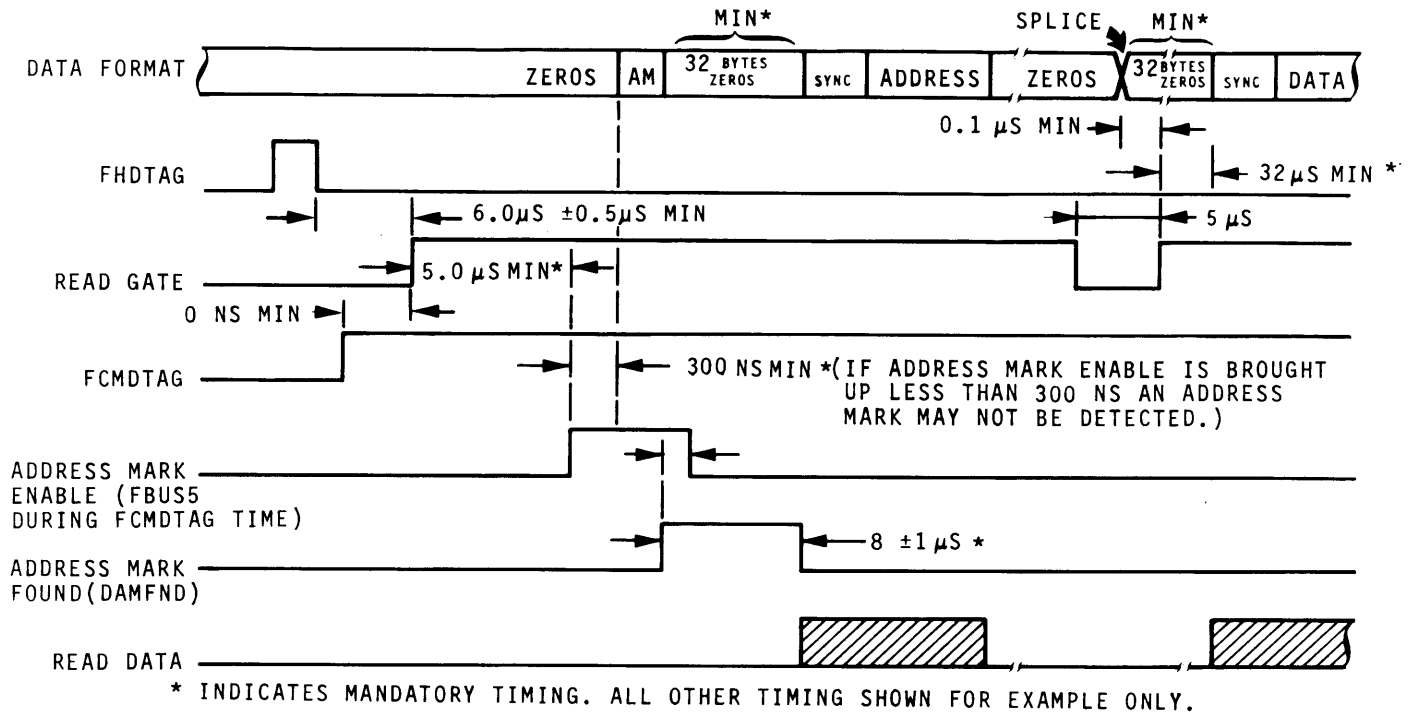 MIN*
SPLICE
MIN*
DATA FORMAT
ZEROS
AM
32 BYTES
ZEROS
SYNC
ADDRESS
ZEROS
32 BYTES
ZEROS
SYNC
DATA
0.1 μS MIN
FHDTAG
32 μS MIN *
6.0μS ±0.5μS MIN
5 μS
READ GATE
5.0 μS MIN*
0 NS MIN
FCMDTAG
300 NS MIN *(IF ADDRESS MARK ENABLE IS BROUGHT
UP LESS THAN 300 NS AN ADDRESS
MARK MAY NOT BE DETECTED.)
ADDRESS MARK
ENABLE (FBUS5
DURING FCMDTAG TIME)
8 ±1 μS *
ADDRESS MARK
FOUND(DAMFND)
READ DATA
* INDICATES MANDATORY TIMING. ALL OTHER TIMING SHOWN FOR EXAMPLE ONLY.